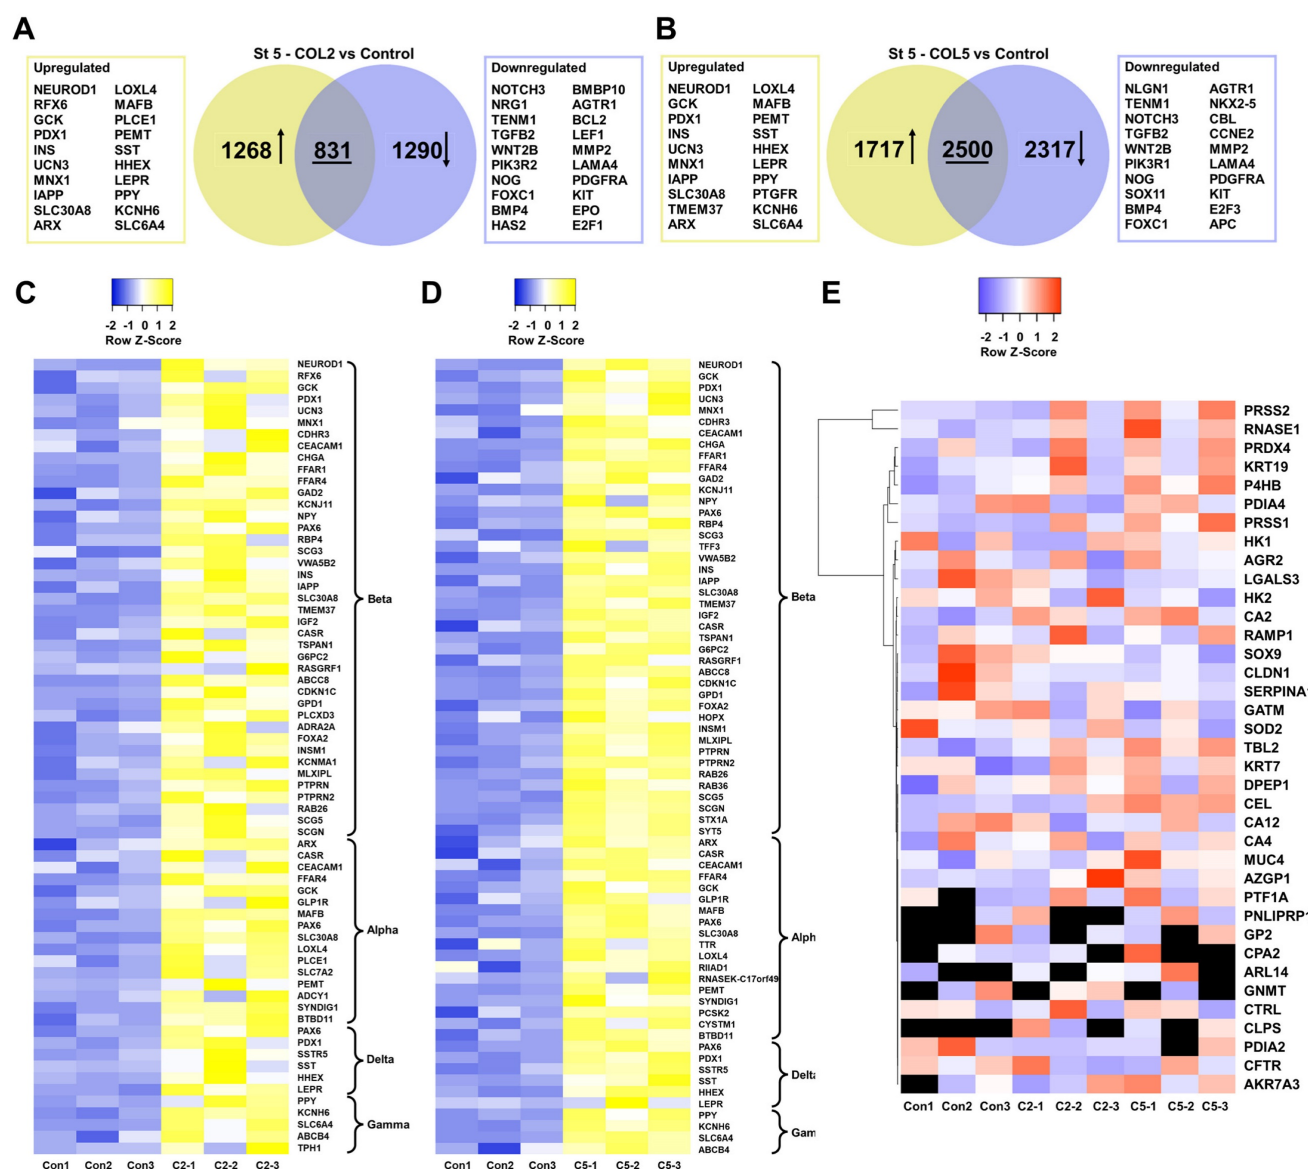 A
St 5 - COL2 vs Control
Upregulated
NEUROD1 LOXL4
RFX6 MAFB
GCK PLCE1
PDX1 PEMT
INS SST
UCN3 HHEX
MNX1 LEPR
IAPP PPY
SLC30A8 KCNH6
ARX SLC6A4
1268
831
1290
Downregulated
NOTCH3 BMBP10
NRG1 AGTR1
TENM1 BCL2
TGFB2 LEF1
WNT2B MMP2
PIK3R2 LAMA4
NOG PDGFRA
FOXC1 KIT
BMP4 EPO
HAS2 E2F1
B
St 5 - COL5 vs Control
Upregulated
NEUROD1 LOXL4
GCK MAFB
PDX1 PEMT
INS SST
UCN3 HHEX
MNX1 LEPR
IAPP PPY
SLC30A8 PTGFR
TMEM37 KCNH6
ARX SLC6A4
1717
2500
2317
Downregulated
NLGN1 AGTR1
TENM1 NKX2-5
NOTCH3 CBL
TGFB2 CCNE2
WNT2B MMP2
PIK3R1 LAMA4
NOG PDGFRA
SOX11 KIT
BMP4 E2F3
FOXC1 APC
C
-2 -1 0 1 2
Row Z-Score
NEUROD1
RFX6
GCK
PDX1
UCN3
MNX1
CDHR3
CEACAM1
CHGA
FFAR1
FFAR4
GAD2
KCNJ11
NPY
PAX6
RBP4
SCG3
VWA5B2
INS
IAPP
SLC30A8
TMEM37
IGF2
CASR
TSPAN1
G6PC2
RASGRF1
ABCC8
CDKN1C
GPD1
PLCXD3
ADRA2A
FOXA2
INSM1
KCNMA1
MLXIPL
PTPRN
PTPRN2
RAB26
SCG5
SCGN
Beta
ARX
CASR
CEACAM1
FFAR4
GCK
GLP1R
MAFB
PAX6
SLC30A8
LOXL4
PLCE1
SLC7A2
PEMT
ADCY1
SYNDIG1
BTBD11
Alpha
PAX6
PDX1
SSTR5
SST
HHEX
LEPR
Delta
PPY
KCNH6
SLC6A4
ABCB4
TPH1
Gamma
Con1 Con2 Con3 C2-1 C2-2 C2-3
D
-2 -1 0 1 2
Row Z-Score
NEUROD1
GCK
PDX1
UCN3
MNX1
CDHR3
CEACAM1
CHGA
FFAR1
FFAR4
GAD2
KCNJ11
NPY
PAX6
RBP4
SCG3
TFF3
VWA5B2
INS
IAPP
SLC30A8
TMEM37
IGF2
CASR
TSPAN1
G6PC2
RASGRF1
ABCC8
CDKN1C
GPD1
FOXA2
HOPX
INSM1
MLXIPL
PTPRN
PTPRN2
RAB26
RAB36
SCG5
SCGN
STX1A
SYT5
Beta
ARX
CASR
CEACAM1
FFAR4
GCK
GLP1R
MAFB
PAX6
SLC30A8
TTR
LOXL4
RIIAD1
RNASEK-C17orf49
PEMT
SYNDIG1
PCSK2
CYSTM1
BTBD11
Alph
PAX6
PDX1
SSTR5
SST
HHEX
LEPR
Delta
PPY
KCNH6
SLC6A4
ABCB4
Gam
Con1 Con2 Con3 C5-1 C5-2 C5-3
E
-2 -1 0 1 2
Row Z-Score
PRSS2
RNASE1
PRDX4
KRT19
P4HB
PDIA4
PRSS1
HK1
AGR2
LGALS3
HK2
CA2
RAMP1
SOX9
CLDN1
SERPINA1
GATM
SOD2
TBL2
KRT7
DPEP1
CEL
CA12
CA4
MUC4
AZGP1
PTF1A
PNLIPRP1
GP2
CPA2
ARL14
GNMT
CTRL
CLPS
PDIA2
CFTR
AKR7A3
Con1 Con2 Con3 C2-1 C2-2 C2-3 C5-1 C5-2 C5-3